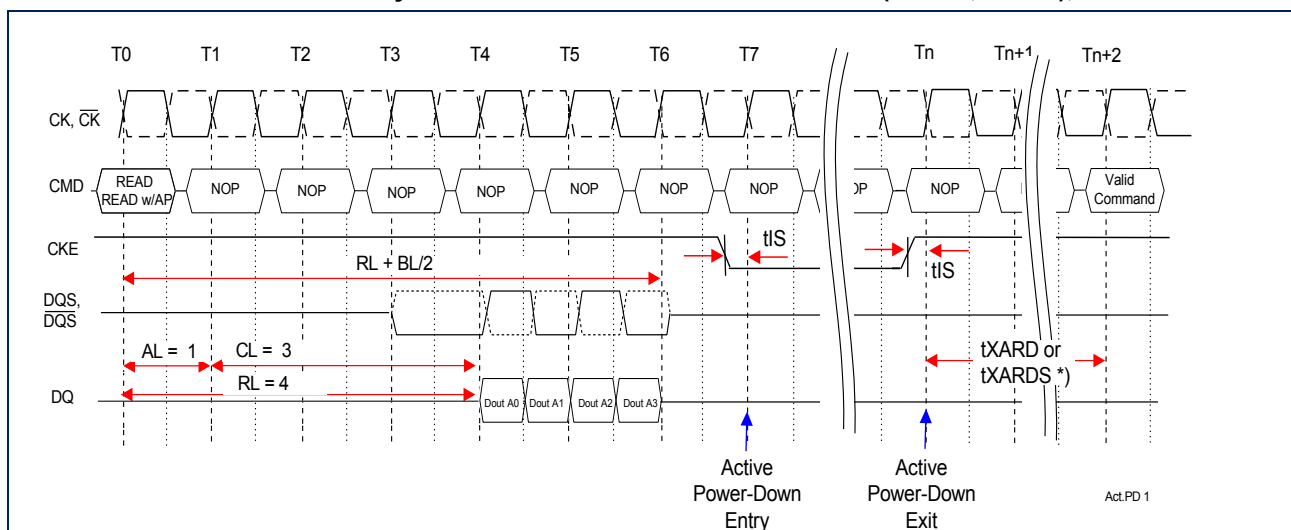 T0 T1 T2 T3 T4 T5 T6 T7 Tn Tn+1 Tn+2
CK, CK
CMD READ NOP NOP NOP NOP NOP NOP NOP OP NOP Valid
READ w/AP Command
CKE
tIS tIS
RL + BL/2
DQS,
DQS
AL = 1 CL = 3
tXARD or
tXARDS *)
RL = 4
DQ
Dout A0 Dout A1 Dout A2 Dout A3
Active
Power-Down
Entry
Active
Power-Down
Exit
Act.PD 1